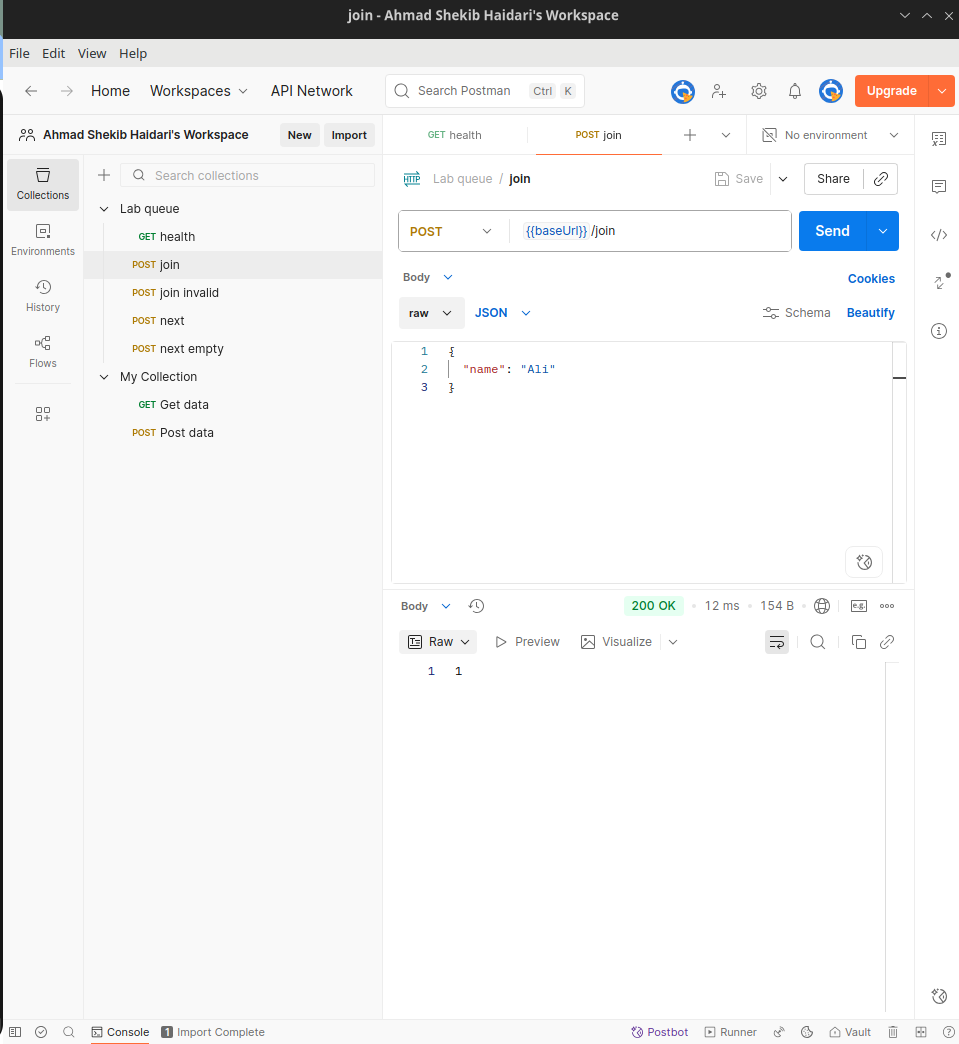 join - Ahmad Shekib Haidari's Workspace
File Edit View Help
Home Workspaces API Network Search Postman Ctrl K Upgrade
Ahmad Shekib Haidari's Workspace New Import
GET health POST join No environment
Collections
Environments
History
Flows
Search collections
Lab queue
GET health
POST join
POST join invalid
POST next
POST next empty
My Collection
GET Get data
POST Post data
HTTP Lab queue / join Save Share
POST {{baseUrl}} /join Send
Body Cookies
raw JSON Schema Beautify
1 {
2 "name": "Ali"
3 }
Body 200 OK • 12 ms • 154 B • e.g.
Raw Preview Visualize
1 1
Console 1 Import Complete Postbot Runner Vault